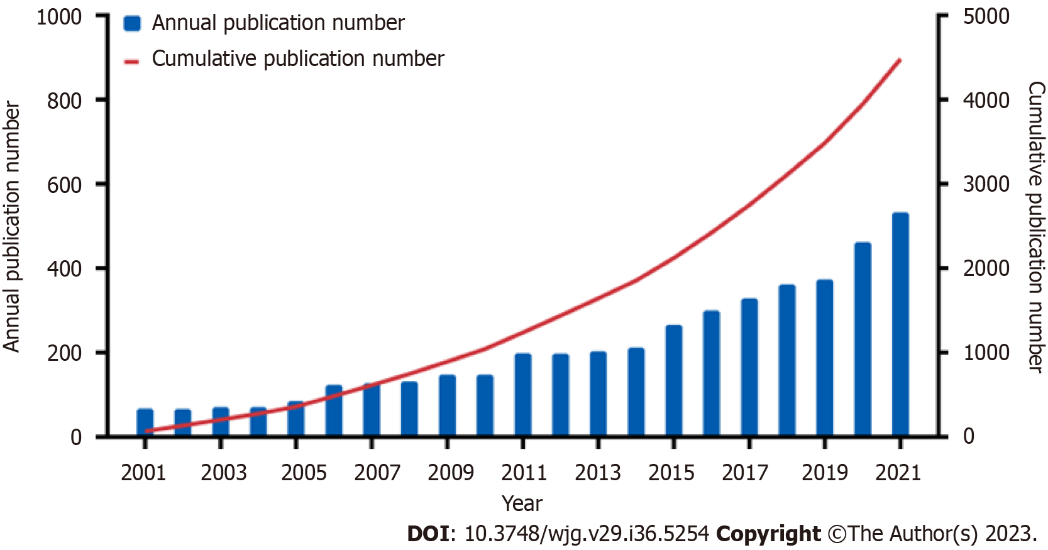 Annual publication number
Cumulative publication number
Annual publication number
1000
800
600
400
200
0
Cumulative publication number
5000
4000
3000
2000
1000
0
2001 2003 2005 2007 2009 2011 2013 2015 2017 2019 2021
Year
DOI: 10.3748/wjg.v29.i36.5254 Copyright ©The Author(s) 2023.